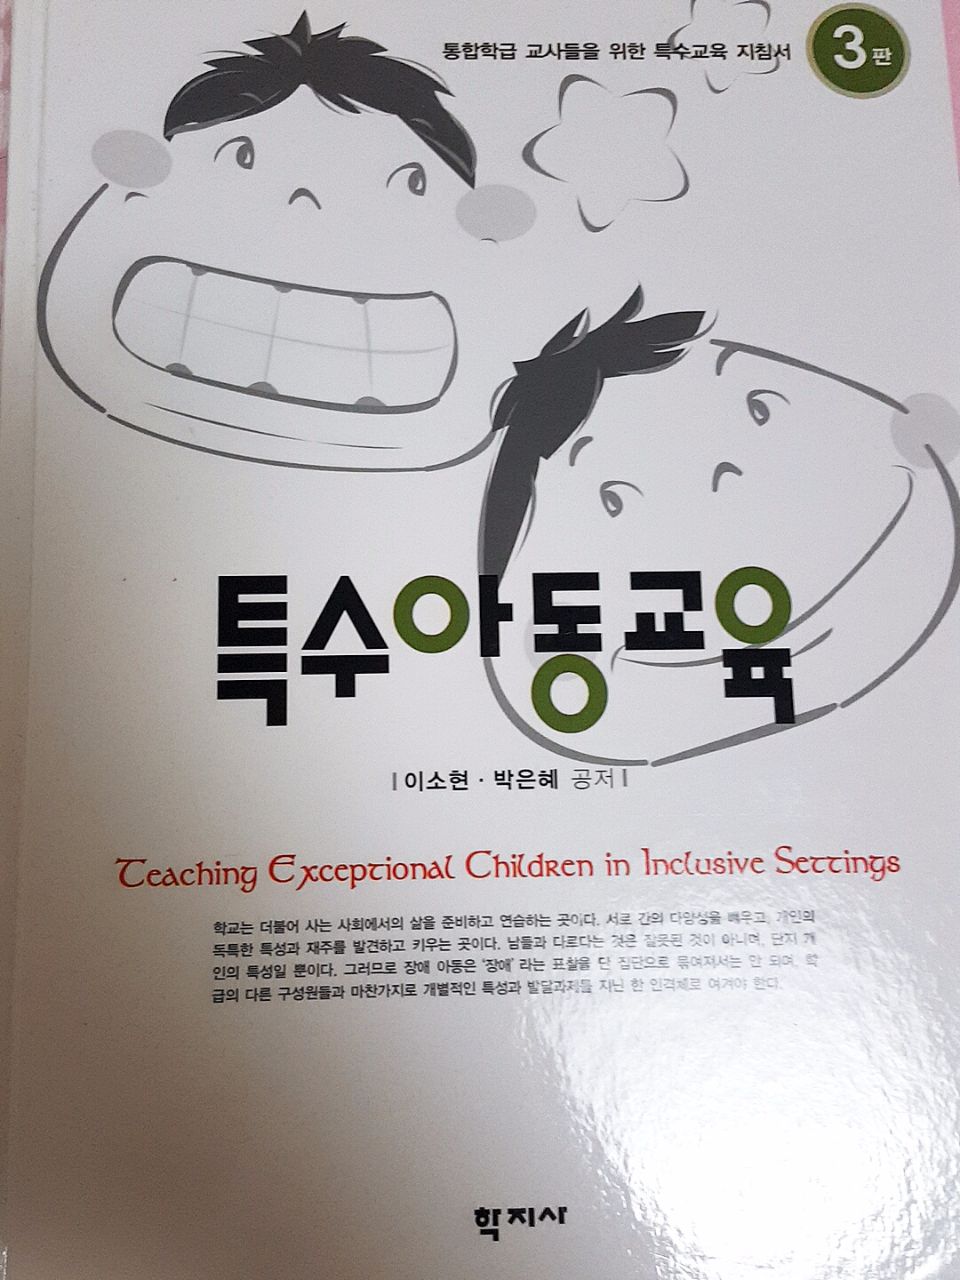 통합학급 교사들을 위한 특수교육 지침서
3판
특수아동교육
이소현 · 박은혜 공저
Teaching Exceptional Children in Inclusive Settings
학교는 더불어 사는 사회에서의 삶을 준비하고 연습하는 곳이다. 서로 간의 다양성을 배우고, 개인의
독특한 특성과 재주를 발견하고 키우는 곳이다. 남들과 다르다는 것은 잘못된 것이 아니며, 단지 개
인의 특성일 뿐이다. 그러므로 장애 아동은 '장애' 라는 표찰을 단 집단으로 묶여져서는 안 되며, 학
급의 다른 구성원들과 마찬가지로 개별적인 특성과 발달과제를 지닌 한 인격체로 여겨야 한다.
학지사